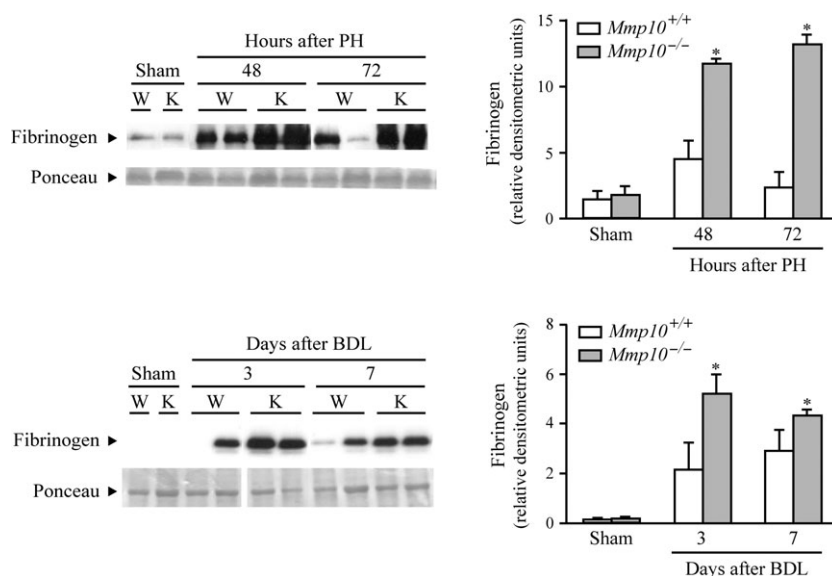 Hours after PH
Sham 48 72
W K W K W K
Fibrinogen
Ponceau
Fibrinogen
(relative densitometric units)
15
10
5
0
Mmp10+/+
Mmp10−/−
* *
Sham 48 72
Hours after PH
Days after BDL
Sham 3 7
W K W K W K
Fibrinogen
Ponceau
Fibrinogen
(relative densitometric units)
8
6
4
2
0
Mmp10+/+
Mmp10−/−
* *
Sham 3 7
Days after BDL